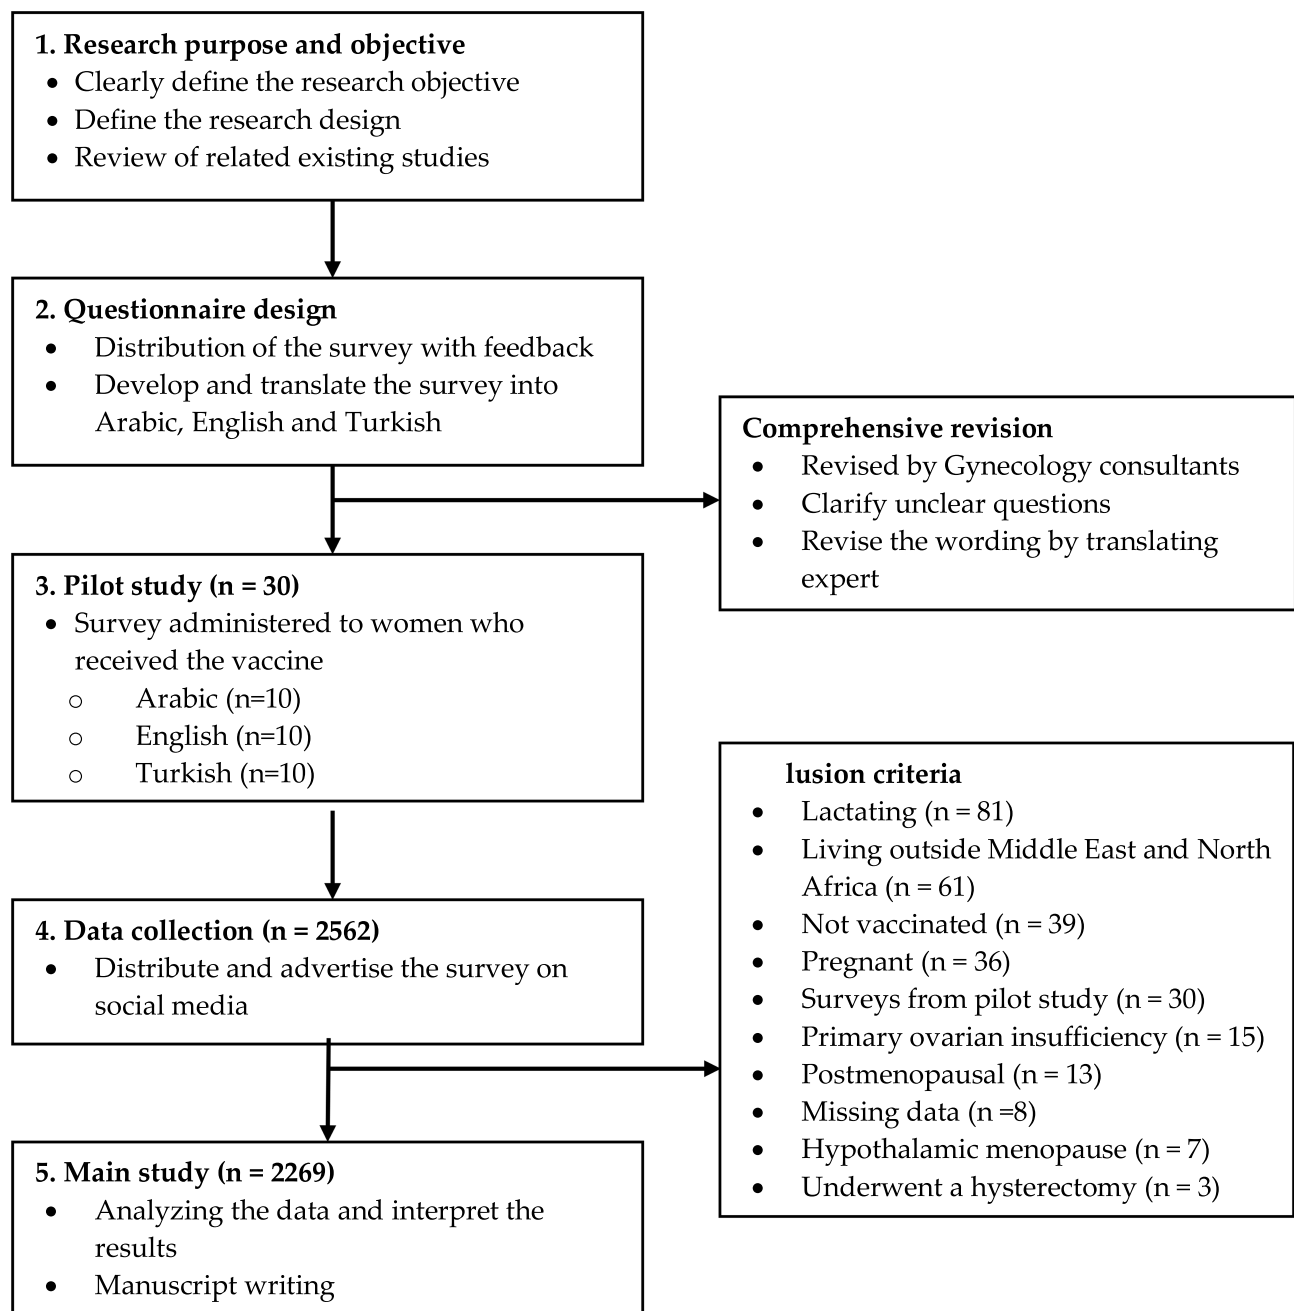 1. Research purpose and objective
• Clearly define the research objective
• Define the research design
• Review of related existing studies
2. Questionnaire design
• Distribution of the survey with feedback
• Develop and translate the survey into
Arabic, English and Turkish
Comprehensive revision
• Revised by Gynecology consultants
• Clarify unclear questions
• Revise the wording by translating
expert
3. Pilot study (n = 30)
• Survey administered to women who
received the vaccine
o Arabic (n=10)
o English (n=10)
o Turkish (n=10)
4. Data collection (n = 2562)
• Distribute and advertise the survey on
social media
lusion criteria
• Lactating (n = 81)
• Living outside Middle East and North
Africa (n = 61)
• Not vaccinated (n = 39)
• Pregnant (n = 36)
• Surveys from pilot study (n = 30)
• Primary ovarian insufficiency (n = 15)
• Postmenopausal (n = 13)
• Missing data (n =8)
• Hypothalamic menopause (n = 7)
• Underwent a hysterectomy (n = 3)
5. Main study (n = 2269)
• Analyzing the data and interpret the
results
• Manuscript writing